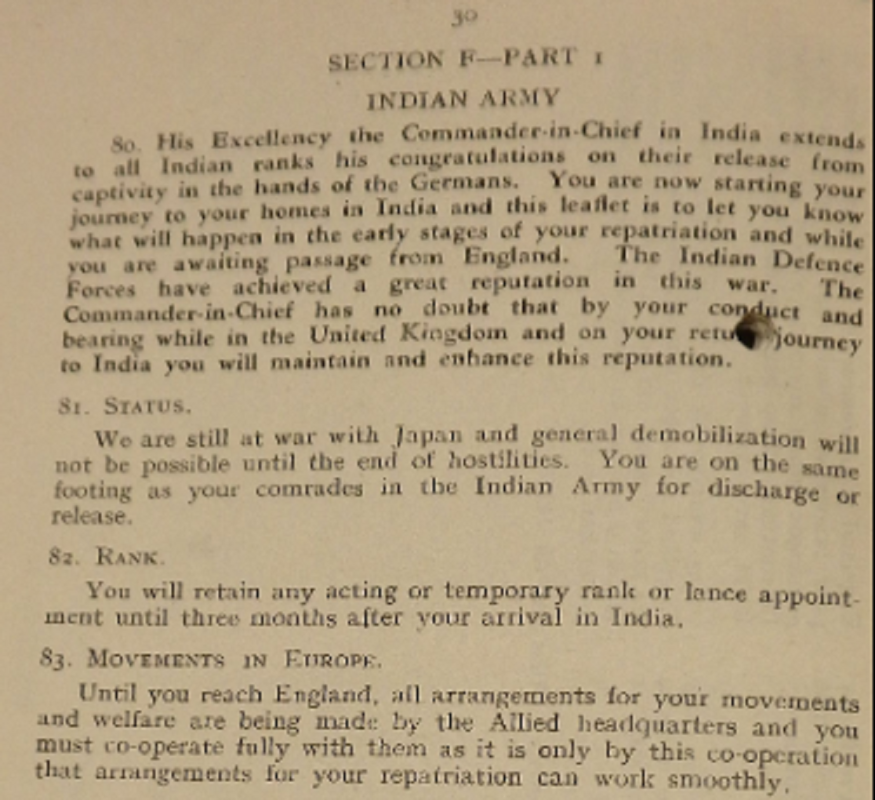 30
SECTION F—PART 1
INDIAN ARMY
80. His Excellency the Commander-in-Chief in India extends
to all Indian ranks his congratulations on their release from
captivity in the hands of the Germans. You are now starting your
journey to your homes in India and this leaflet is to let you know
what will happen in the early stages of your repatriation and while
you are awaiting passage from England. The Indian Defence
Forces have achieved a great reputation in this war. The
Commander-in-Chief has no doubt that by your conduct and
bearing while in the United Kingdom and on your retu journey
to India you will maintain and enhance this reputation.
81. STATUS.
We are still at war with Japan and general demobilization will
not be possible until the end of hostilities. You are on the same
footing as your comrades in the Indian Army for discharge or
release.
82. RANK.
You will retain any acting or temporary rank or lance appoint-
ment until three months after your arrival in India.
83. MOVEMENTS IN EUROPE.
Until you reach England, all arrangements for your movements
and welfare are being made by the Allied headquarters and you
must co-operate fully with them as it is only by this co-operation
that arrangements for your repatriation can work smoothly.